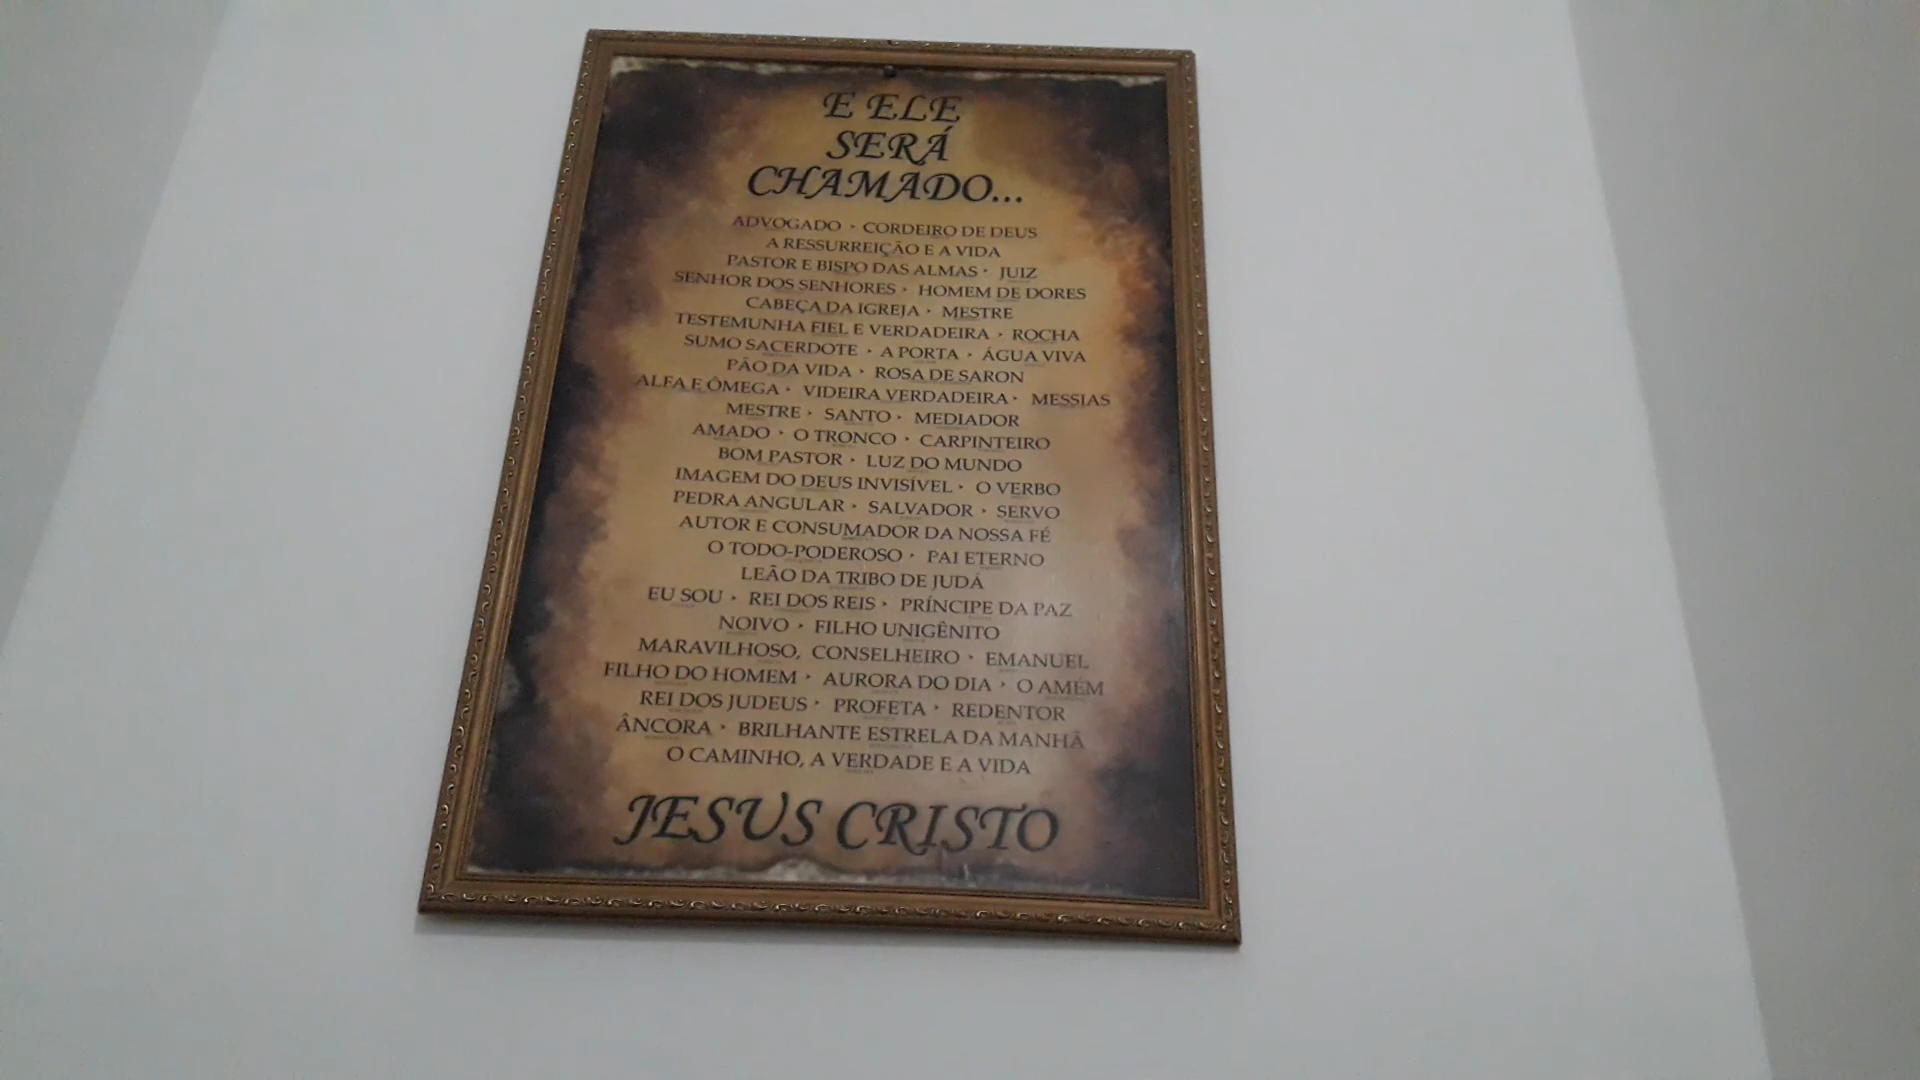 E ELE
SERÁ
CHAMADO...
ADVOGADO · CORDEIRO DE DEUS
A RESSURREIÇÃO E A VIDA
PASTOR E BISPO DAS ALMAS · JUIZ
SENHOR DOS SENHORES · HOMEM DE DORES
CABEÇA DA IGREJA · MESTRE
TESTEMUNHA FIEL E VERDADEIRA · ROCHA
SUMO SACERDOTE · A PORTA · ÁGUA VIVA
PÃO DA VIDA · ROSA DE SARON
ALFA E ÔMEGA · VIDEIRA VERDADEIRA · MESSIAS
MESTRE · SANTO · MEDIADOR
AMADO · O TRONCO · CARPINTEIRO
BOM PASTOR · LUZ DO MUNDO
IMAGEM DO DEUS INVISÍVEL · O VERBO
PEDRA ANGULAR · SALVADOR · SERVO
AUTOR E CONSUMADOR DA NOSSA FÉ
O TODO-PODEROSO · PAI ETERNO
LEÃO DA TRIBO DE JUDÁ
EU SOU · REI DOS REIS · PRÍNCIPE DA PAZ
NOIVO · FILHO UNIGÊNITO
MARAVILHOSO, CONSELHEIRO · EMANUEL
FILHO DO HOMEM · AURORA DO DIA · O AMÉM
REI DOS JUDEUS · PROFETA · REDENTOR
ÂNCORA · BRILHANTE ESTRELA DA MANHÃ
O CAMINHO, A VERDADE E A VIDA
JESUS CRISTO